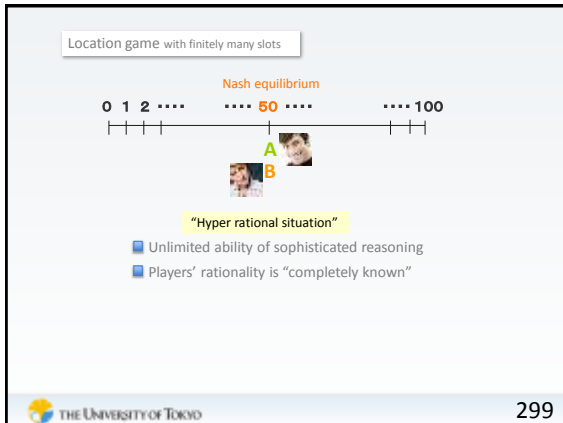 Location game with finitely many slots
Nash equilibrium
0 1 2 ···· ···· 50 ···· ···· 100
A
B
“Hyper rational situation”
Unlimited ability of sophisticated reasoning
Players’ rationality is “completely known”
THE UNIVERSITY OF TOKYO
299